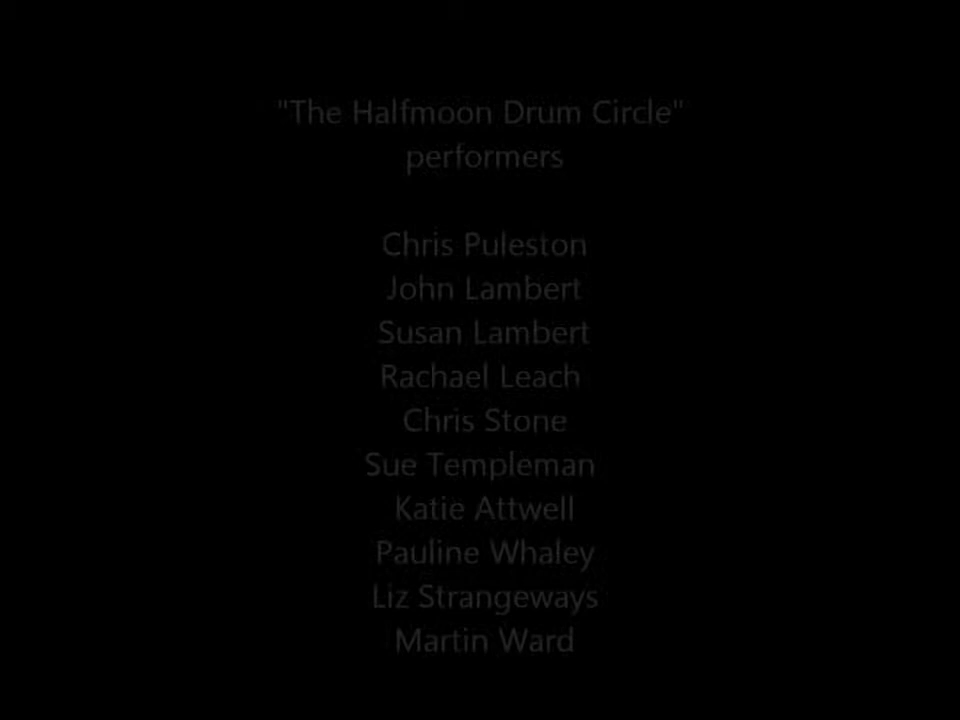 "The Halfmoon Drum Circle"
performers
Chris Puleston
John Lambert
Susan Lambert
Rachael Leach
Chris Stone
Sue Templeman
Katie Attwell
Pauline Whaley
Liz Strangeways
Martin Ward